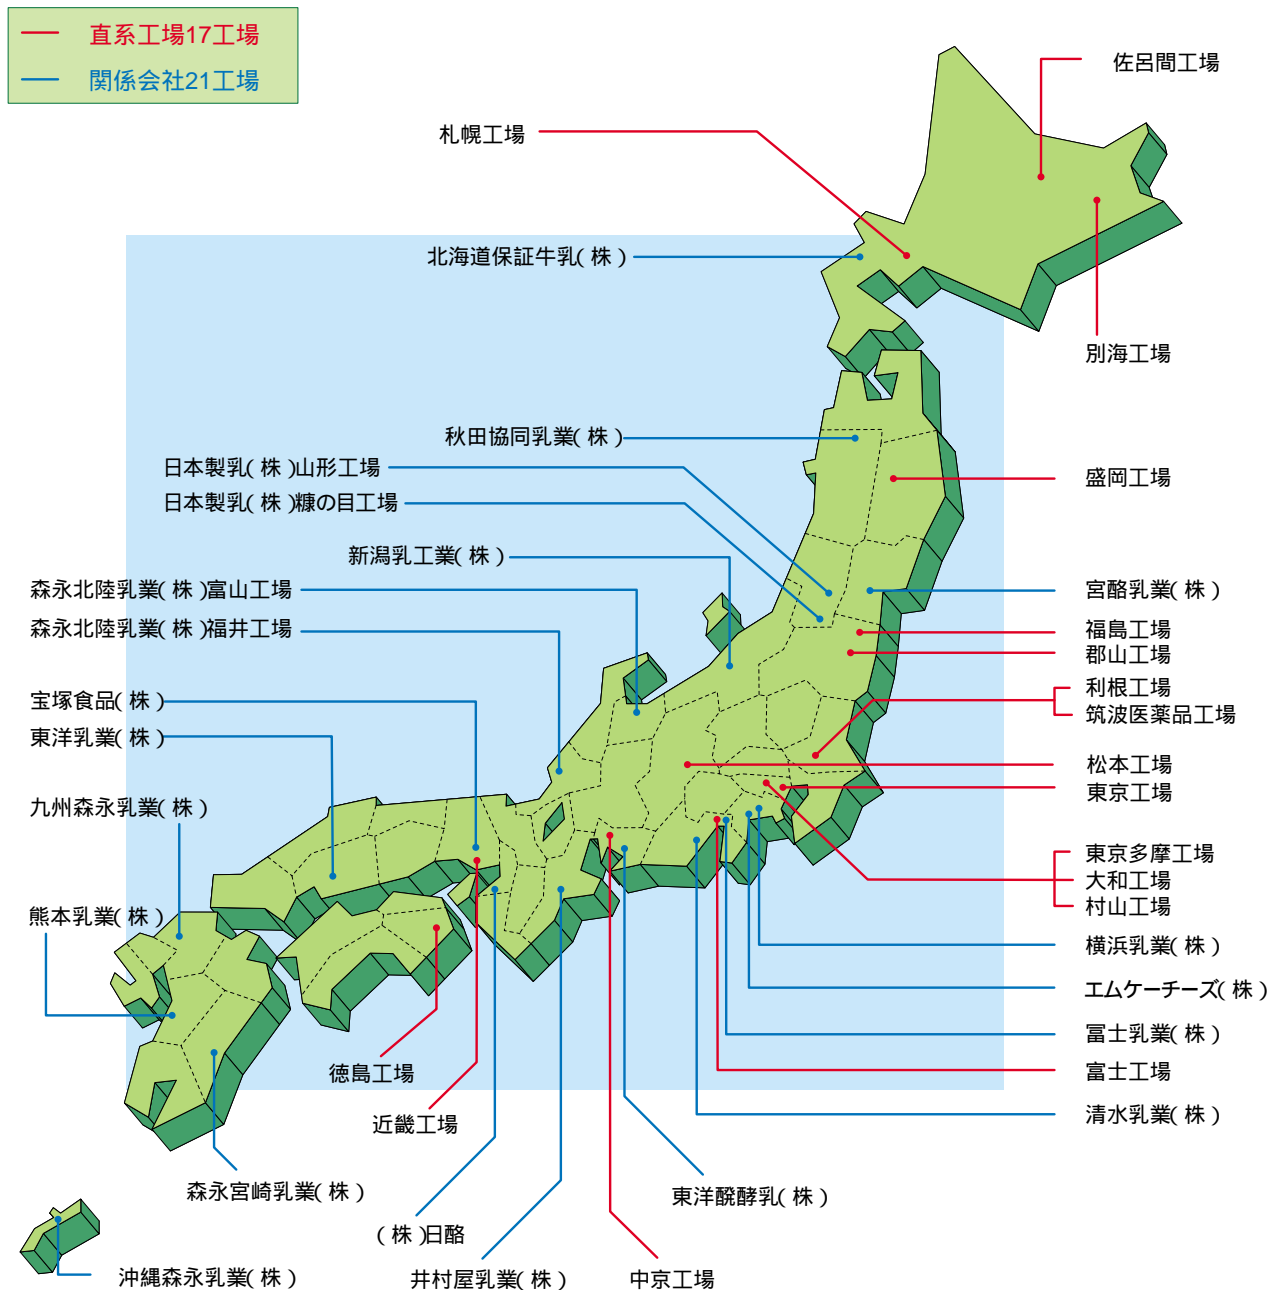 直系工場17工場
関係会社21工場
佐呂間工場
札幌工場
北海道保証牛乳(株)
別海工場
秋田協同乳業(株)
日本製乳(株)山形工場
盛岡工場
日本製乳(株)糠の目工場
新潟乳工業(株)
森永北陸乳業(株)富山工場
宮酪乳業(株)
森永北陸乳業(株)福井工場
福島工場
郡山工場
利根工場
宝塚食品(株)
筑波医薬品工場
東洋乳業(株)
松本工場
東京工場
九州森永乳業(株)
東京多摩工場
大和工場
村山工場
熊本乳業(株)
横浜乳業(株)
エムケーチーズ(株)
冨士乳業(株)
富士工場
徳島工場
清水乳業(株)
近畿工場
森永宮崎乳業(株)
東洋醗酵乳(株)
(株)日酪
沖縄森永乳業(株)
井村屋乳業(株)
中京工場